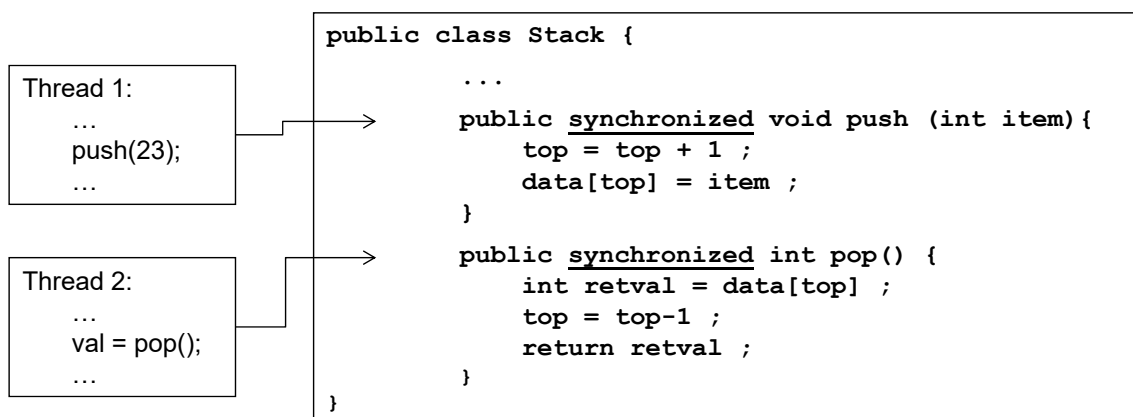 public class Stack {
...
public synchronized void push (int item){
top = top + 1 ;
data[top] = item ;
}
public synchronized int pop() {
int retval = data[top] ;
top = top-1 ;
return retval ;
}
}
Thread 1:
…
push(23);
…
Thread 2:
…
val = pop();
…